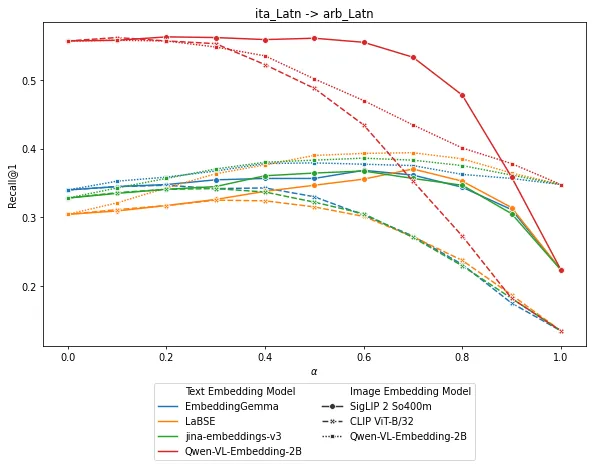 ita_Latn -> arb_Latn
Recall@1
0.5
0.4
0.3
0.2
0.0
0.2
0.4
0.6
0.8
1.0
α
Text Embedding Model
EmbeddingGemma
LaBSE
jina-embeddings-v3
Qwen-VL-Embedding-2B
Image Embedding Model
SigLIP 2 So400m
CLIP ViT-B/32
Qwen-VL-Embedding-2B